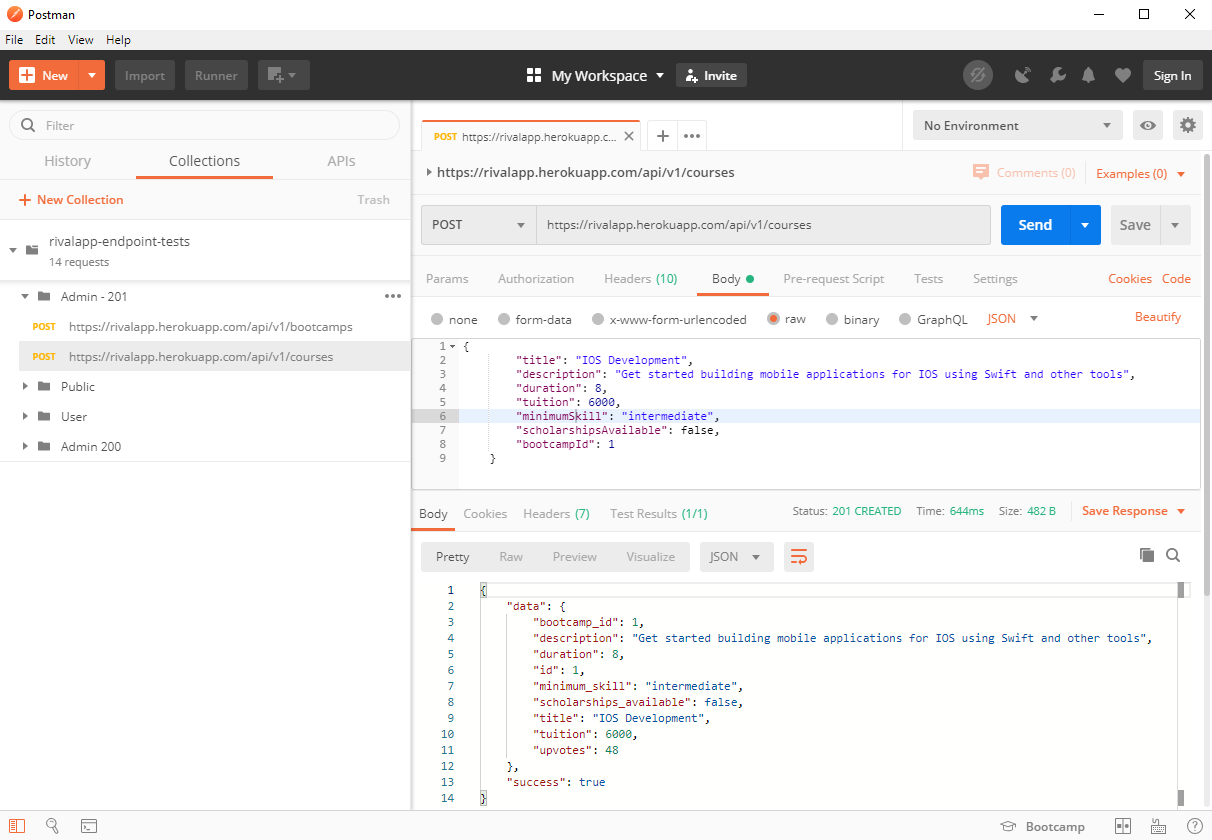 Postman
File Edit View Help
New Import Runner My Workspace Invite Sign In
Filter
History Collections APIs
New Collection Trash
rivalapp-endpoint-tests
14 requests
Admin - 201
POST https://rivalapp.herokuapp.com/api/v1/bootcamps
POST https://rivalapp.herokuapp.com/api/v1/courses
Public
User
Admin 200
POST https://rivalapp.herokuapp.c...
No Environment
https://rivalapp.herokuapp.com/api/v1/courses Comments (0) Examples (0)
POST https://rivalapp.herokuapp.com/api/v1/courses Send Save
Params Authorization Headers (10) Body Pre-request Script Tests Settings Cookies Code
none form-data x-www-form-urlencoded raw binary GraphQL JSON Beautify
1 {
2 "title": "IOS Development",
3 "description": "Get started building mobile applications for IOS using Swift and other tools",
4 "duration": 8,
5 "tuition": 6000,
6 "minimumSkill": "intermediate",
7 "scholarshipsAvailable": false,
8 "bootcampId": 1
9 }
Body Cookies Headers (7) Test Results (1/1) Status: 201 CREATED Time: 644ms Size: 482 B Save Response
Pretty Raw Preview Visualize JSON
1 {
2 "data": {
3 "bootcamp_id": 1,
4 "description": "Get started building mobile applications for IOS using Swift and other tools",
5 "duration": 8,
6 "id": 1,
7 "minimum_skill": "intermediate",
8 "scholarships_available": false,
9 "title": "IOS Development",
10 "tuition": 6000,
11 "upvotes": 48
12 },
13 "success": true
14 }
Bootcamp